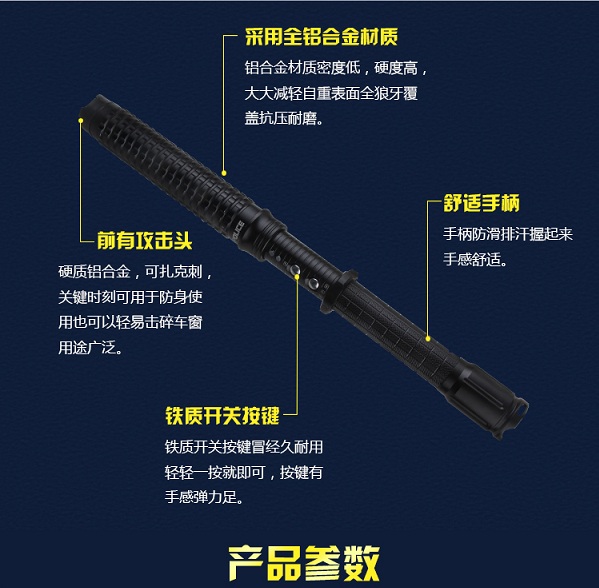 采用全铝合金材质
铝合金材质密度低，硬度高，
大大减轻自重表面全狼牙覆
盖抗压耐磨。
舒适手柄
手柄防滑排汗握起来
手感舒适。
前有攻击头
硬质铝合金，可扎克刺，
关键时刻可用于防身使
用也可以轻易击碎车窗
用途广泛。
铁质开关按键
铁质开关按键冒经久耐用
轻轻一按就即可，按键有
手感弹力足。
产品参数